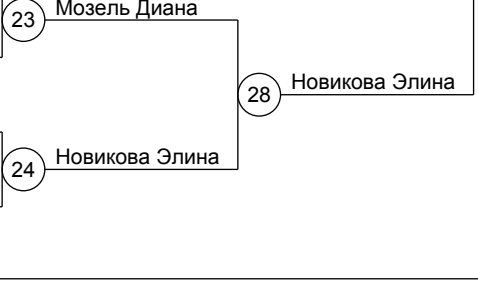 23 Мозель Диана
28 Новикова Элина
24 Новикова Элина